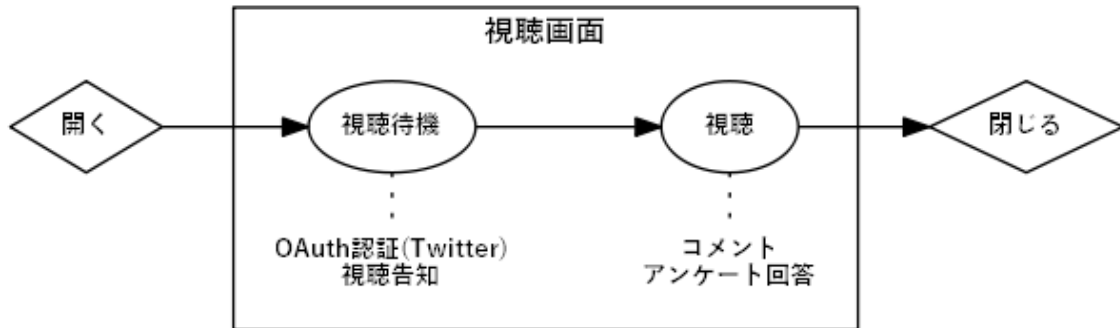 視聴画面
開く
視聴待機
視聴
閉じる
OAuth認証(Twitter)
視聴告知
コメント
アンケート回答